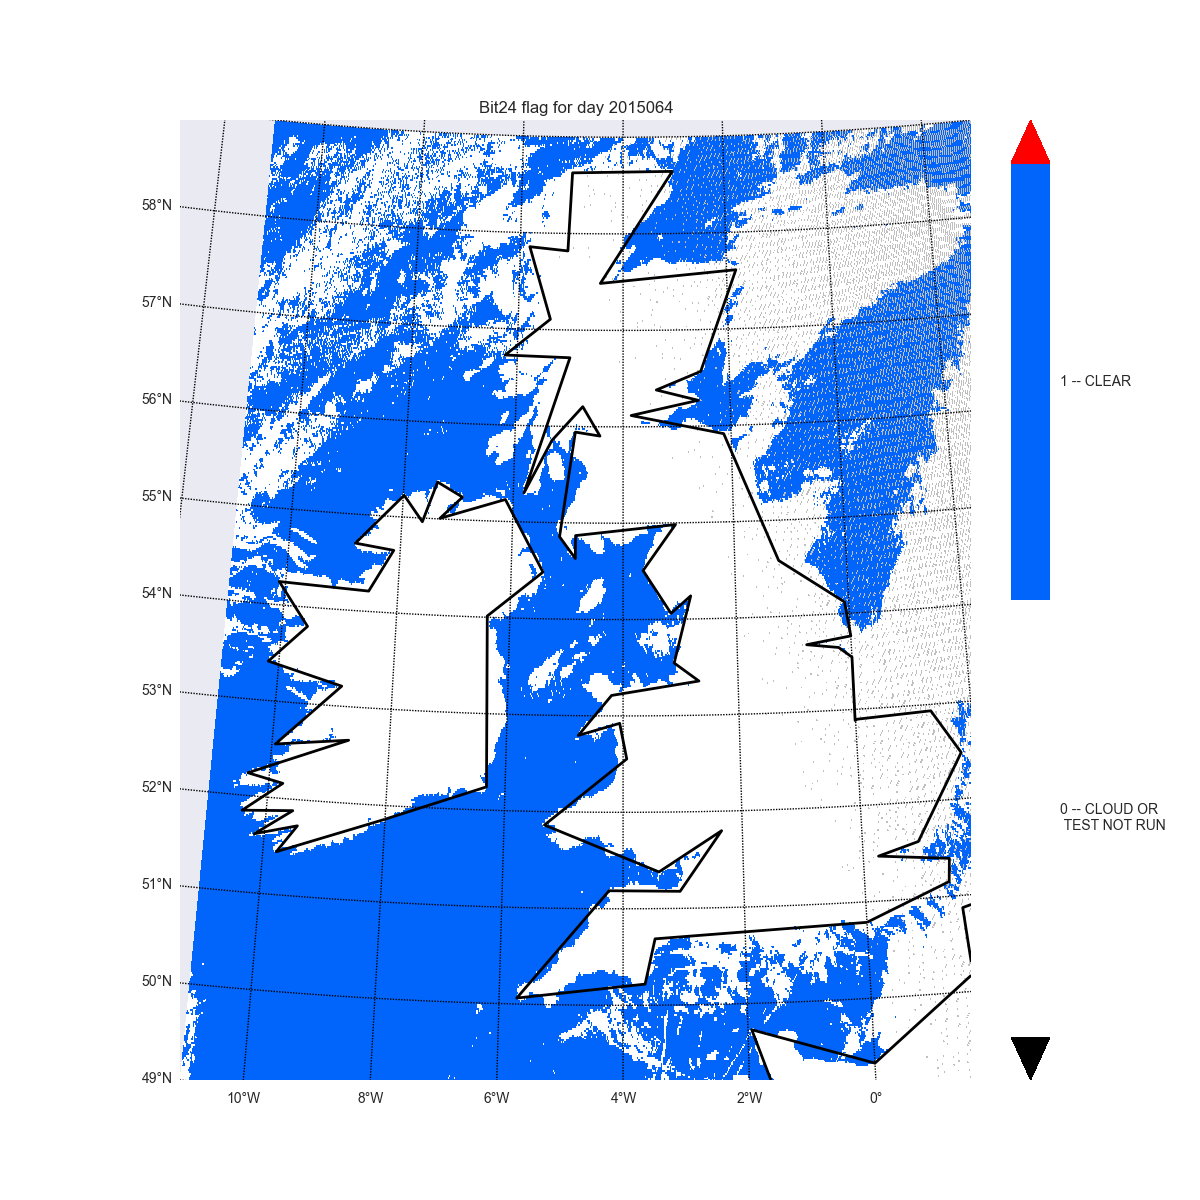 Bit24 flag for day 2015064
58°N
57°N
56°N
55°N
54°N
53°N
52°N
51°N
50°N
49°N
10°W
8°W
6°W
4°W
2°W
0°
1 -- CLEAR
0 -- CLOUD OR
TEST NOT RUN